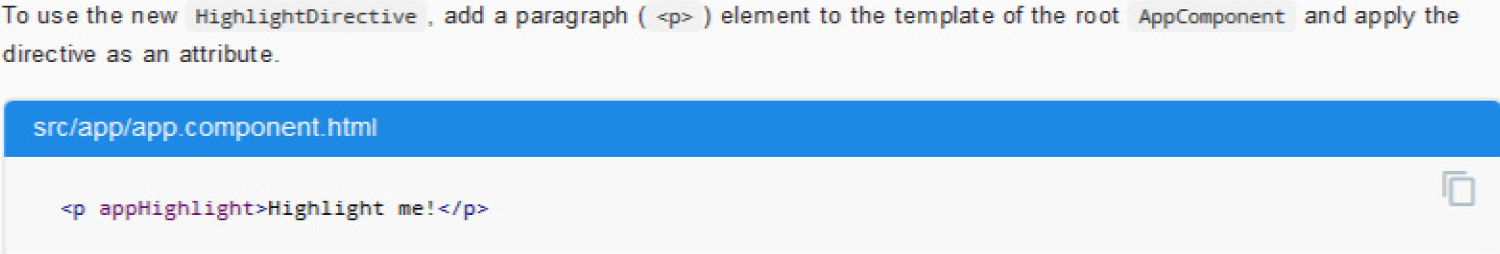 To use the new HighlightDirective, add a paragraph ( <p> ) element to the template of the root AppComponent and apply the
directive as an attribute.
src/app/app.component.html
<p appHighlight>Highlight me!</p>